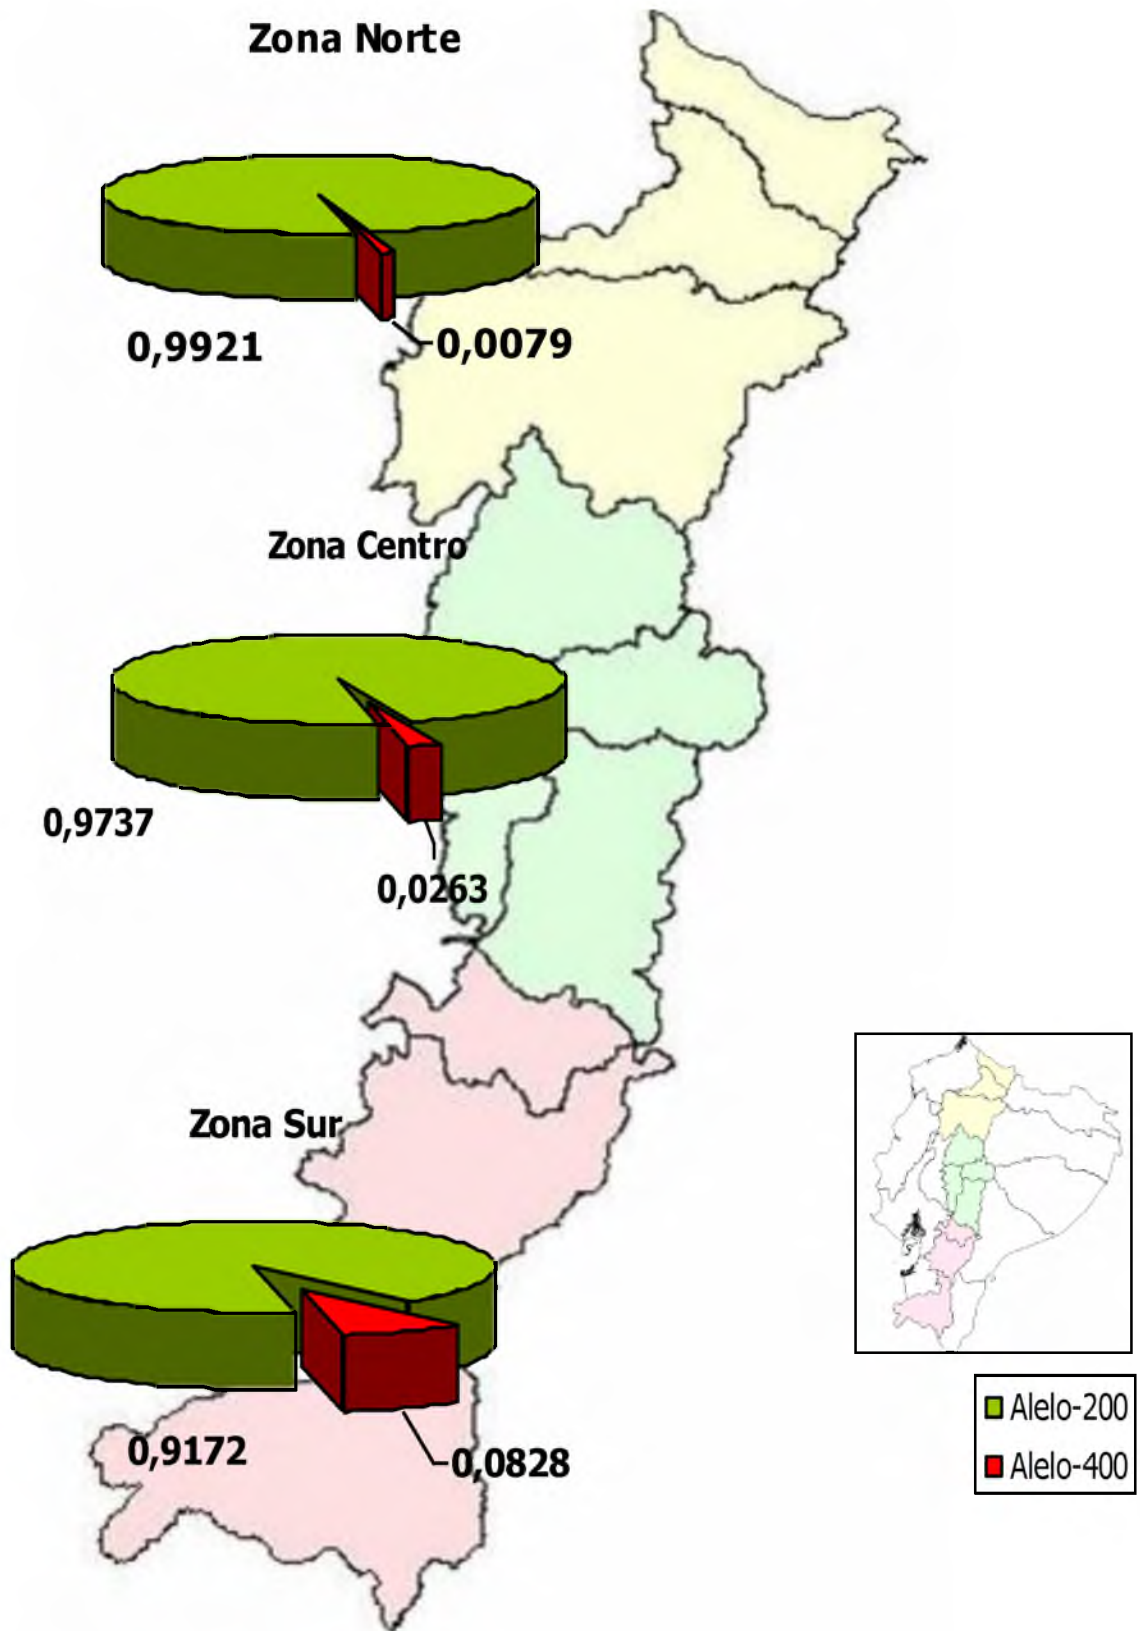 Zona Norte
0,9921
0,0079
Zona Centro
0,9737
0,0263
Zona Sur
0,9172
0,0828
Alelo-200
Alelo-400